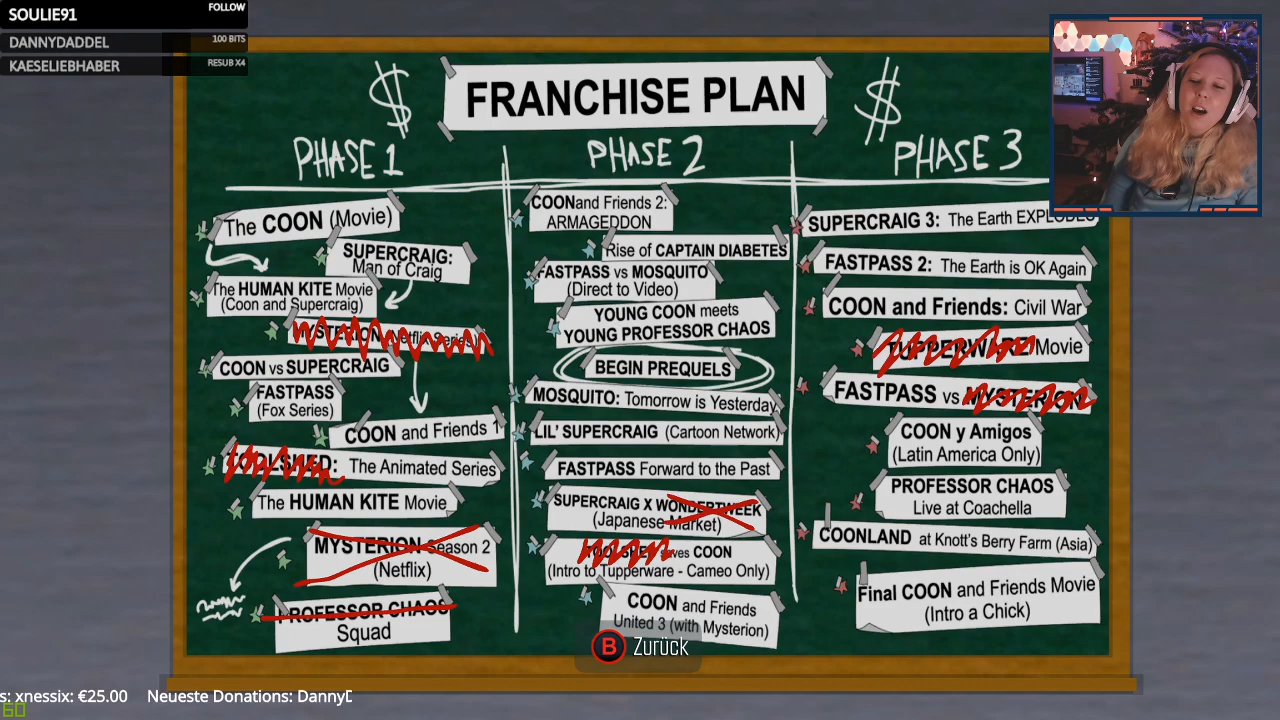 SOULIE91 FOLLOW
DANNYDADDEL 100 BITS
KAESELIEBHABER RESUB X4
$ FRANCHISE PLAN $
PHASE 1
The COON (Movie)
SUPERCRAIG:
Man of Craig
The HUMAN KITE Movie
(Coon and Supercraig)
MYSTERION (Netflix Series)
COON vs SUPERCRAIG
FASTPASS
(Fox Series)
COON and Friends 1
TOOLSHED: The Animated Series
The HUMAN KITE Movie
MYSTERION Season 2
(Netflix)
PROFESSOR CHAOS
Squad
PHASE 2
COON and Friends 2:
ARMAGEDDON
Rise of CAPTAIN DIABETES
FASTPASS vs MOSQUITO
(Direct to Video)
YOUNG COON meets
YOUNG PROFESSOR CHAOS
BEGIN PREQUELS
MOSQUITO: Tomorrow is Yesterday
LIL' SUPERCRAIG (Cartoon Network)
FASTPASS Forward to the Past
SUPERCRAIG X WONDERTWEEK
(Japanese Market)
TOOLSHED saves COON
(Intro to Tupperware - Cameo Only)
COON and Friends
United 3 (with Mysterion)
PHASE 3
SUPERCRAIG 3: The Earth EXPLODES
FASTPASS 2: The Earth is OK Again
COON and Friends: Civil War
TUPPERWARE Movie
FASTPASS vs MYSTERION
COON y Amigos
(Latin America Only)
PROFESSOR CHAOS
Live at Coachella
COONLAND at Knott's Berry Farm (Asia)
Final COON and Friends Movie
(Intro a Chick)
B Zurück
s: xnessix: €25.00 Neueste Donations: DannyD
60